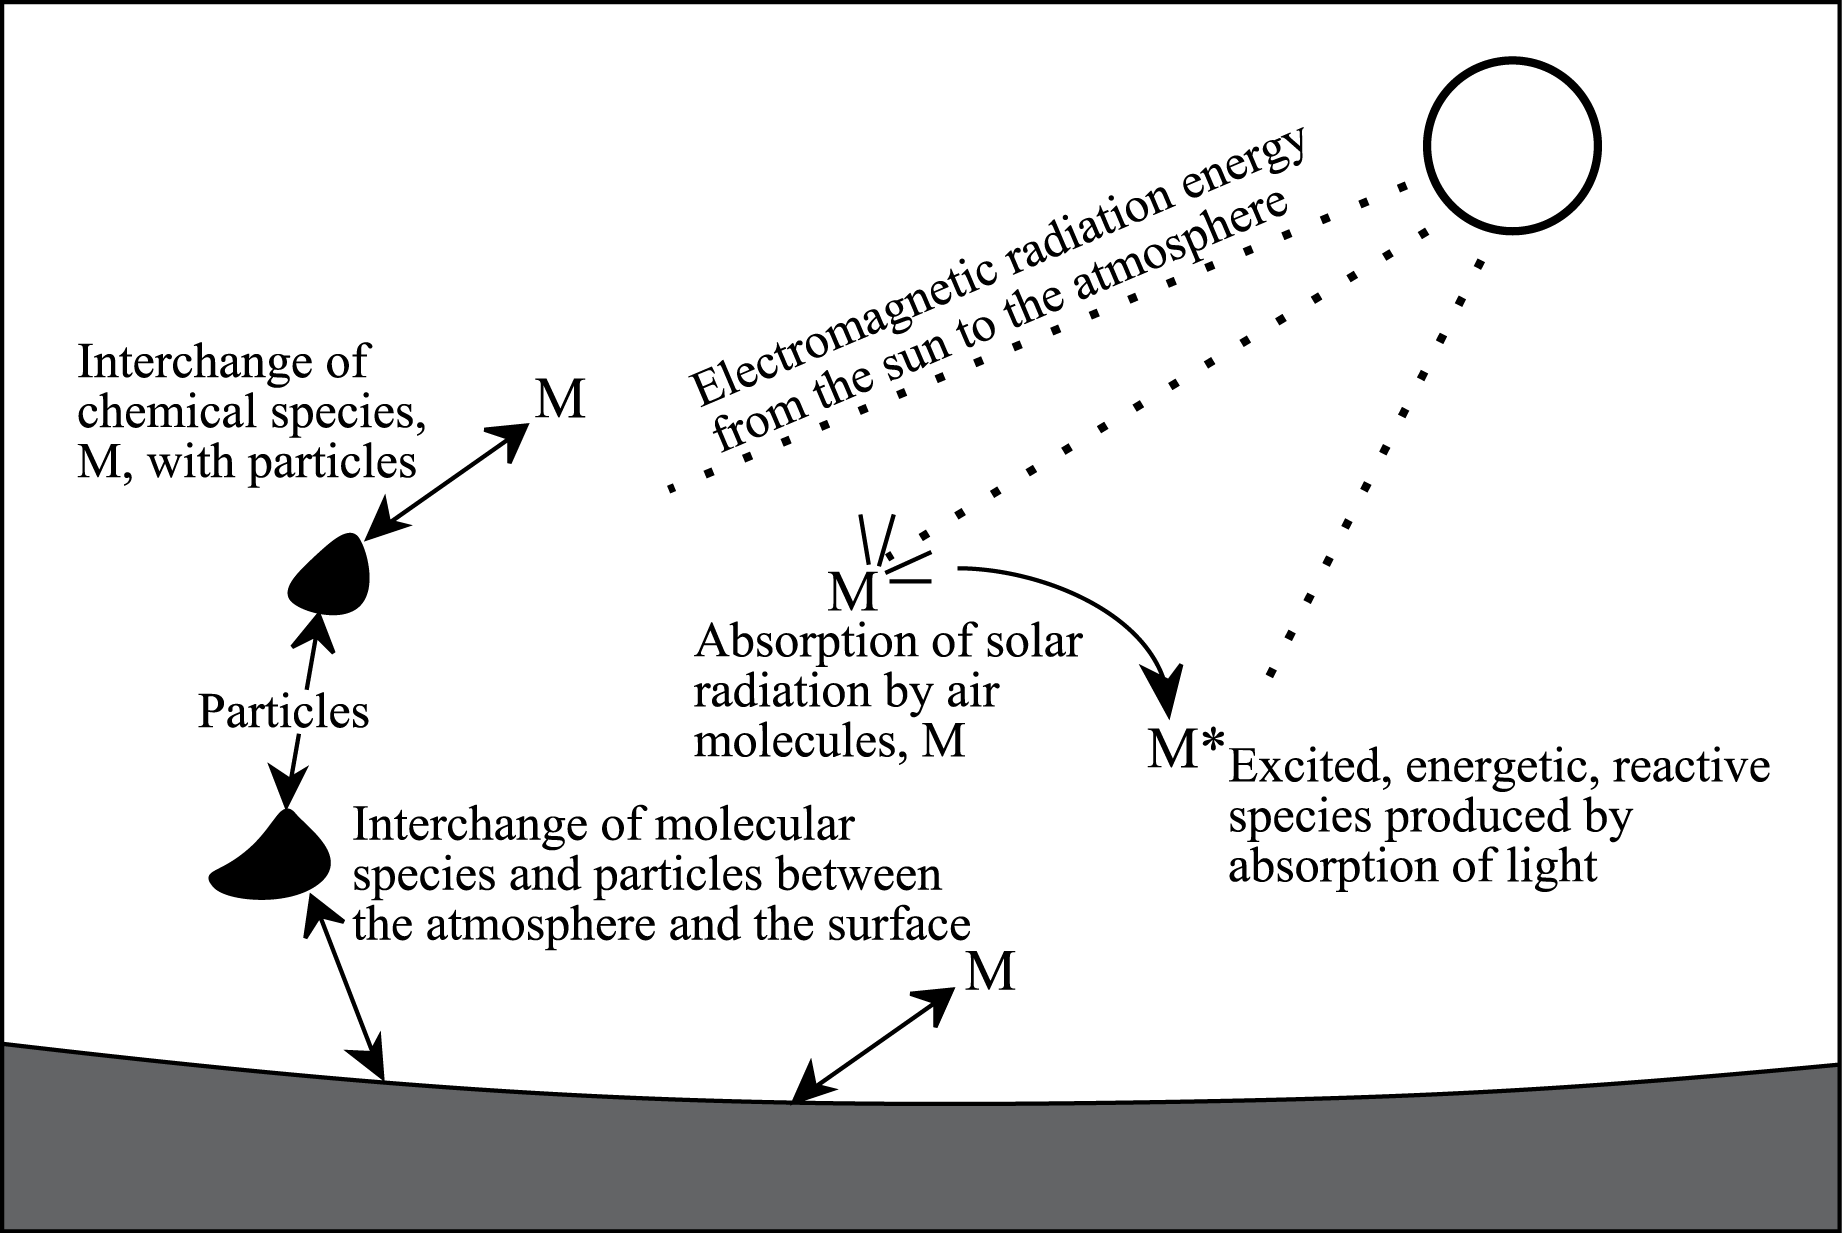 Electromagnetic radiation energy
from the sun to the atmosphere
Interchange of
chemical species,
M, with particles
M
M
Absorption of solar
radiation by air
molecules, M
Particles
M*
Excited, energetic, reactive
species produced by
absorption of light
Interchange of molecular
species and particles between
the atmosphere and the surface
M